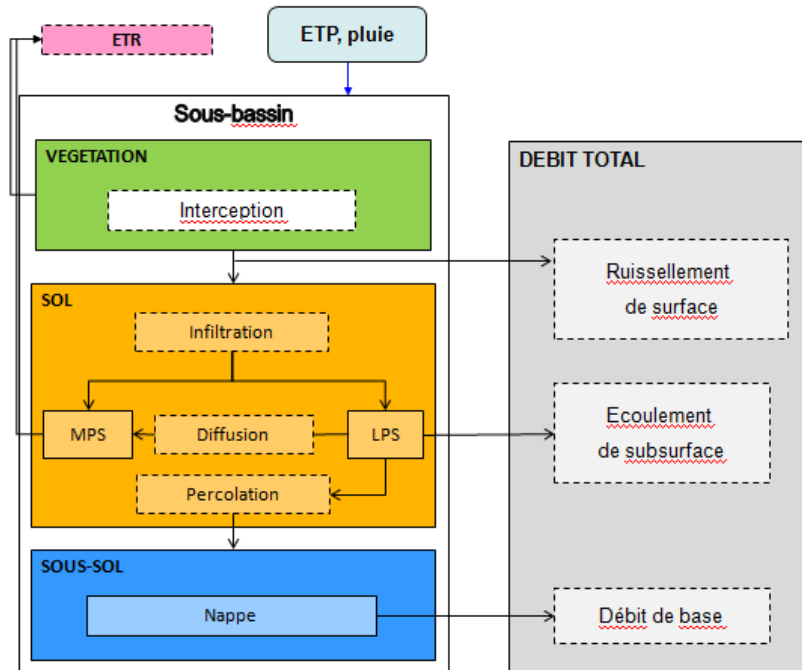 ETR
ETP, pluie
Sous-bassin
VEGETATION
Interception
SOL
Infiltration
MPS
Diffusion
LPS
Percolation
SOUS-SOL
Nappe
DEBIT TOTAL
Ruissellement
de surface
Ecoulement
de subsurface
Débit de base